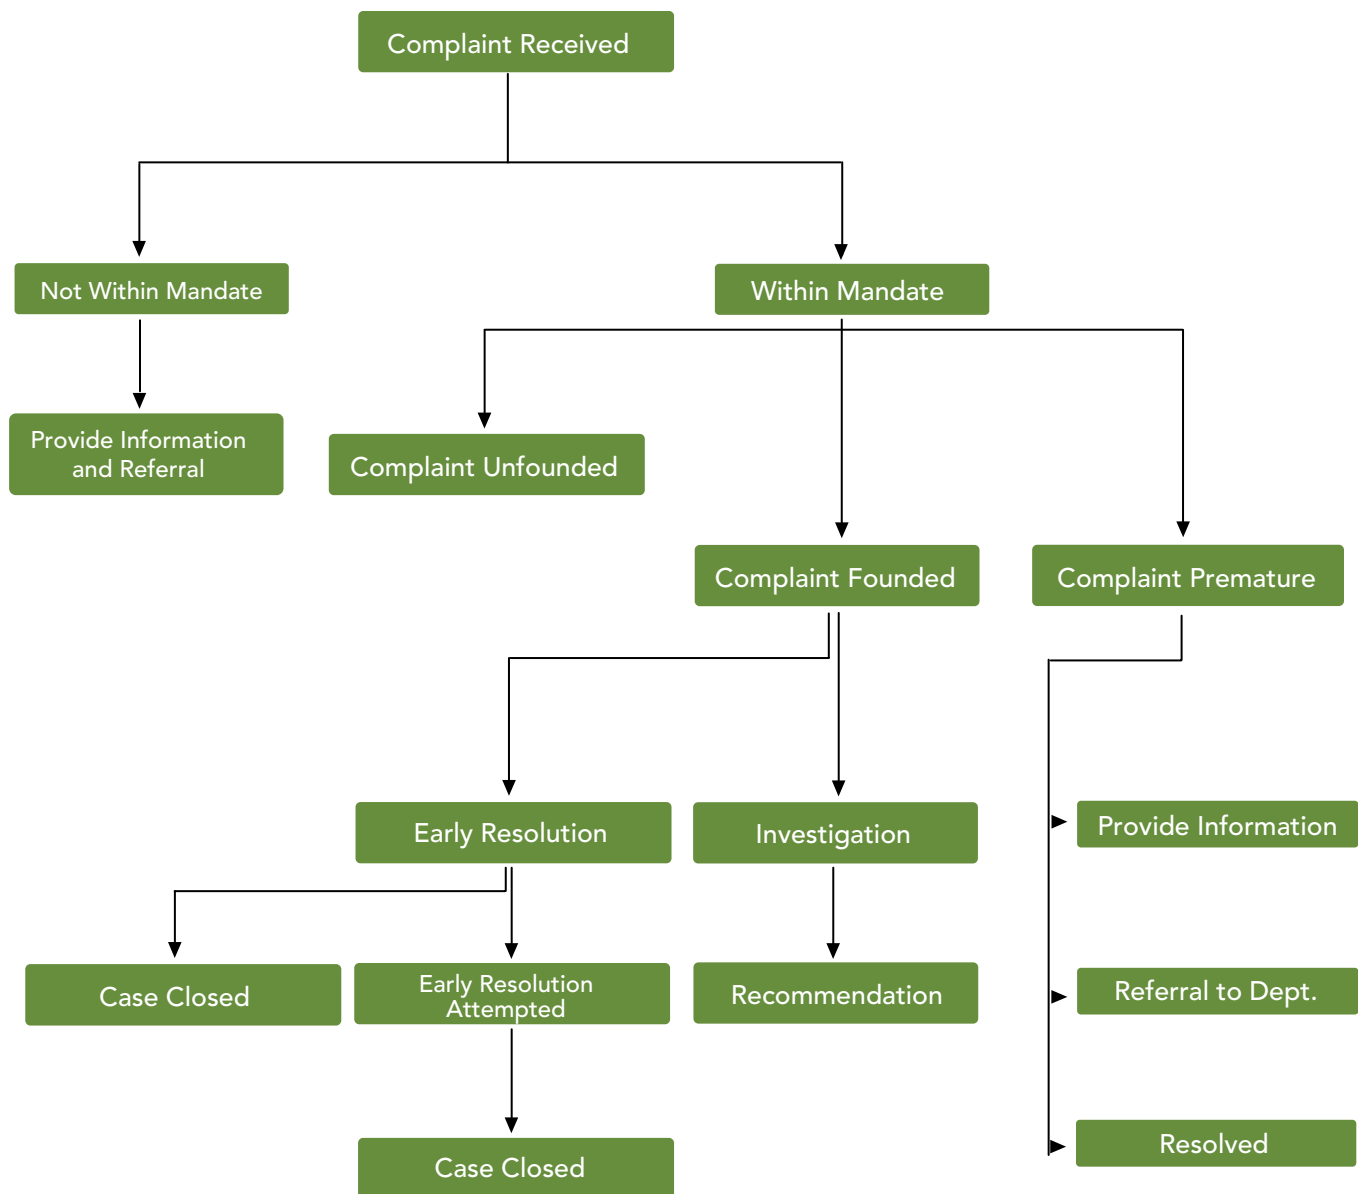 Complaint Received
Not Within Mandate
Within Mandate
Provide Information
and Referral
Complaint Unfounded
Complaint Founded
Complaint Premature
Early Resolution
Investigation
Provide Information
Case Closed
Early Resolution
Attempted
Recommendation
Referral to Dept.
Case Closed
Resolved